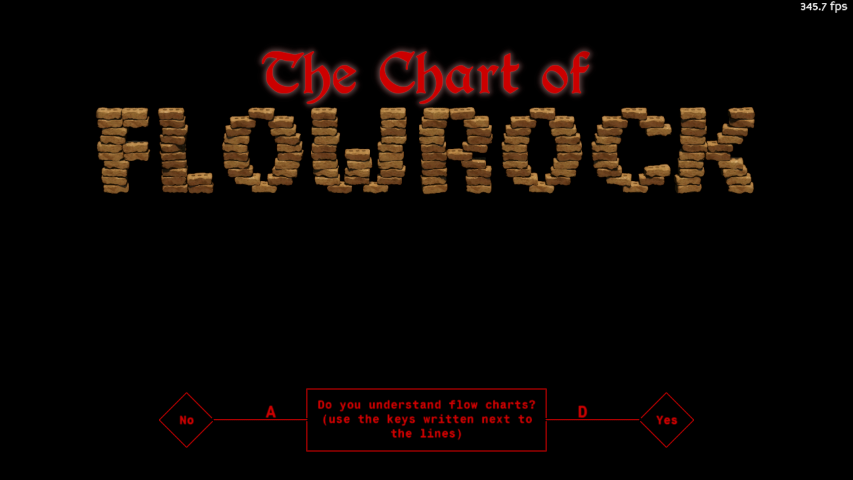 345.7 fps
The Chart of
FLOWROCK
Do you understand flow charts?
(use the keys written next to
the lines)
No
A
D
Yes